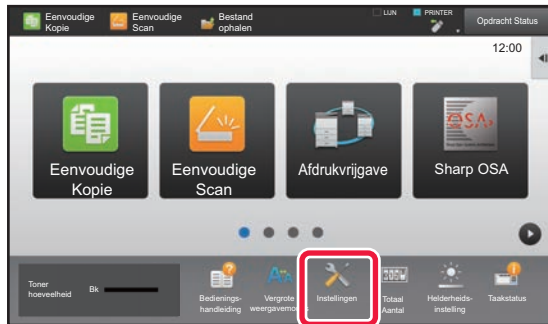 Eenvoudige
Kopie
Eenvoudige
Scan
Bestand
ophalen
LIJN
PRINTER
Opdracht Status
12:00
Eenvoudige
Kopie
Eenvoudige
Scan
Afdrukvrijgave
OSA
Sharp OSA
Toner
hoeveelheid
Bk
Bedienings-
handleiding
Vergrote
Instellingen
Totaal
Aantal
Helderheids-
instelling
Taakstatus